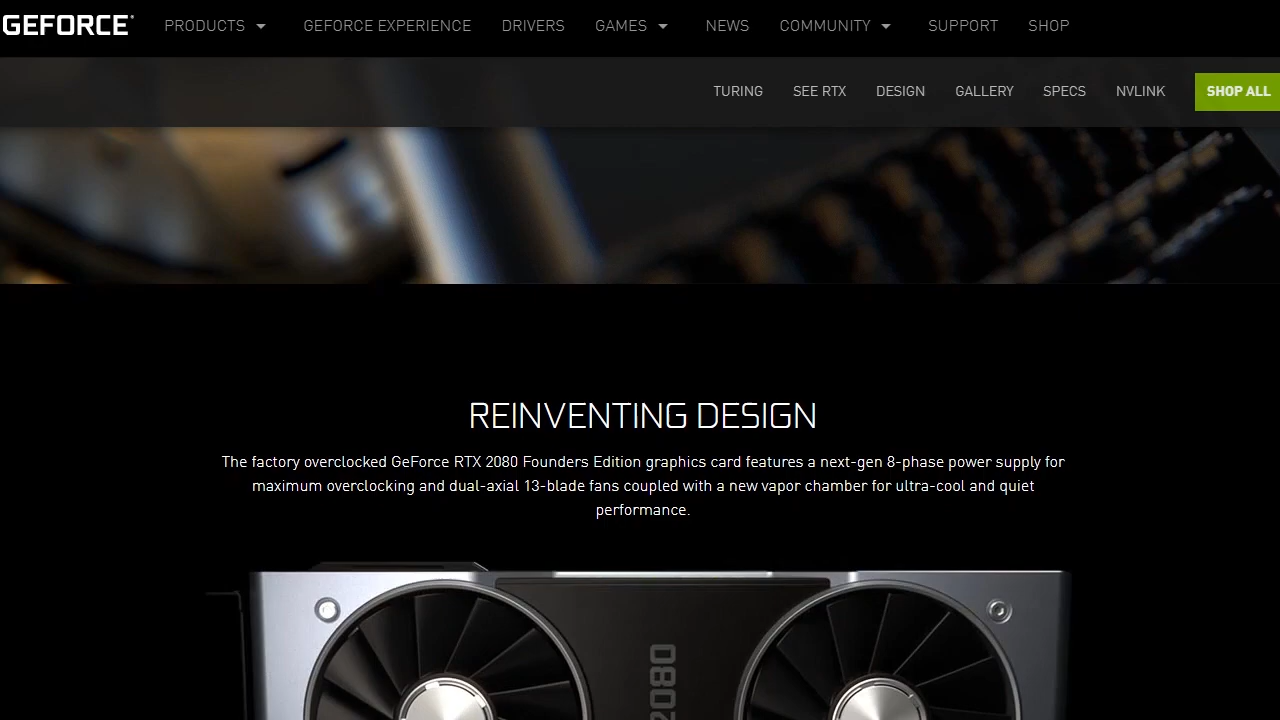 GEFORCE PRODUCTS GEFORCE EXPERIENCE DRIVERS GAMES NEWS COMMUNITY SUPPORT SHOP
TURING SEE RTX DESIGN GALLERY SPECS NVLINK SHOP ALL
REINVENTING DESIGN
The factory overclocked GeForce RTX 2080 Founders Edition graphics card features a next-gen 8-phase power supply for
maximum overclocking and dual-axial 13-blade fans coupled with a new vapor chamber for ultra-cool and quiet
performance.
2080